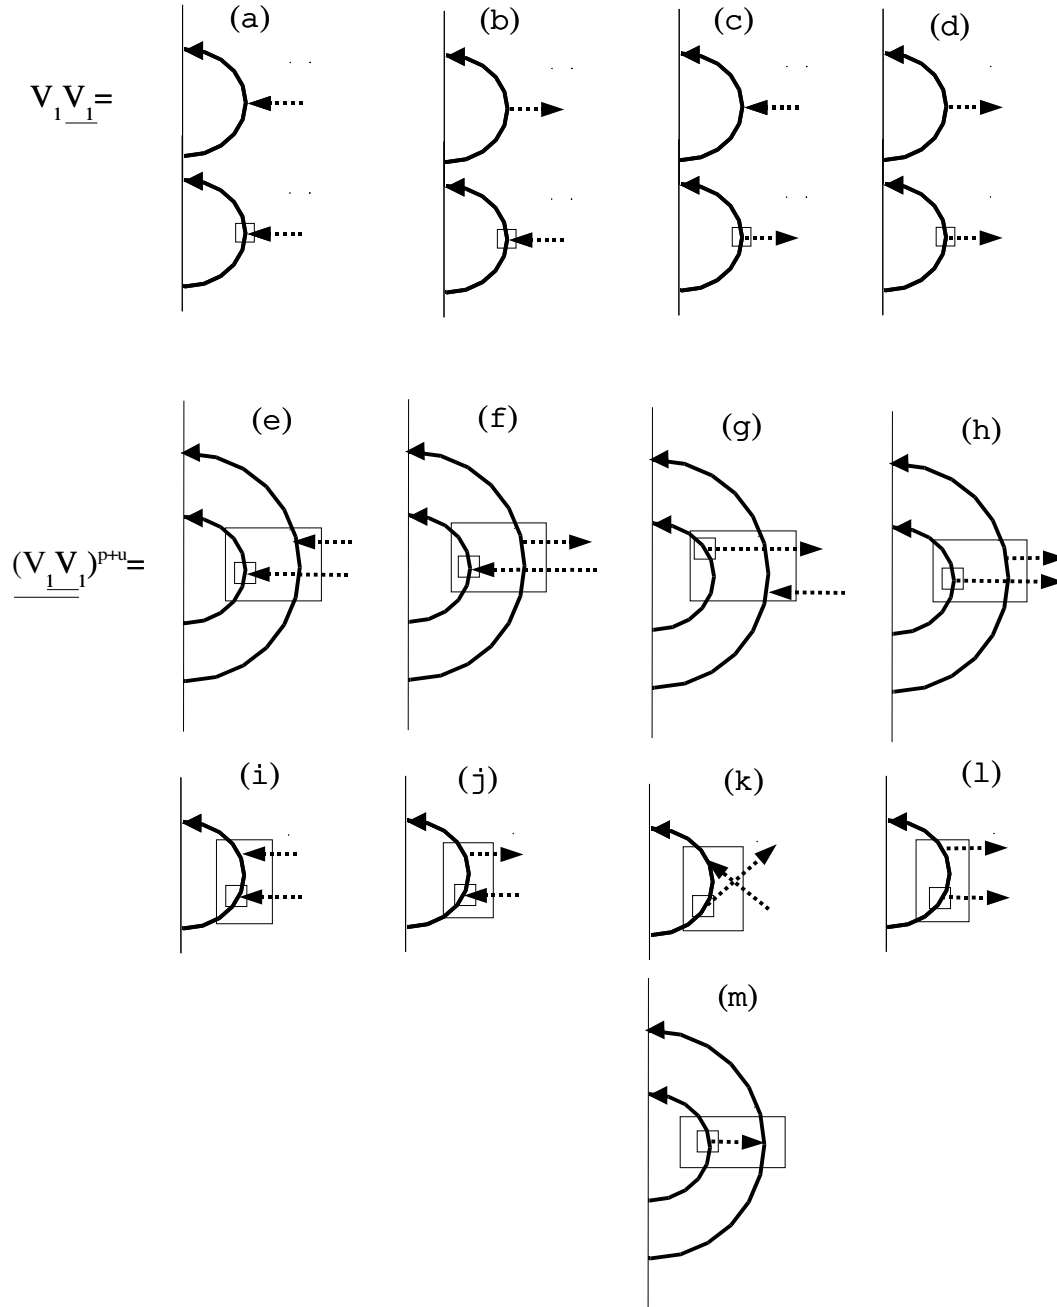 (a) (b) (c) (d)
V₁V₁=
(e) (f) (g) (h)
(V₁V₁)ᵖ⁺ᵘ=
(i) (j) (k) (l)
(m)